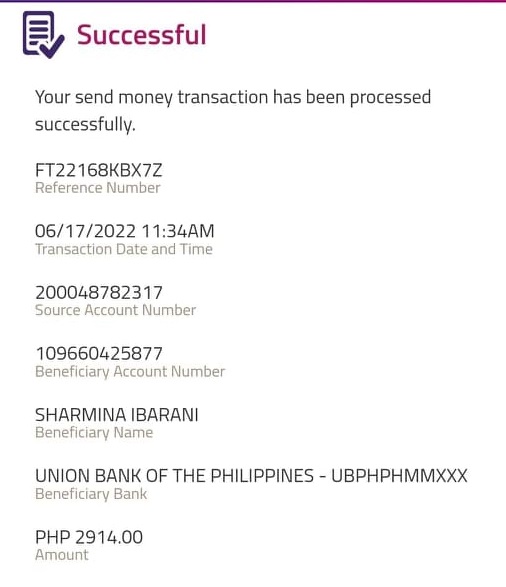 Successful
Your send money transaction has been processed
successfully.
FT22168KBX7Z
Reference Number
06/17/2022 11:34AM
Transaction Date and Time
200048782317
Source Account Number
109660425877
Beneficiary Account Number
SHARMINA IBARANI
Beneficiary Name
UNION BANK OF THE PHILIPPINES - UBPHPHMMXXX
Beneficiary Bank
PHP 2914.00
Amount